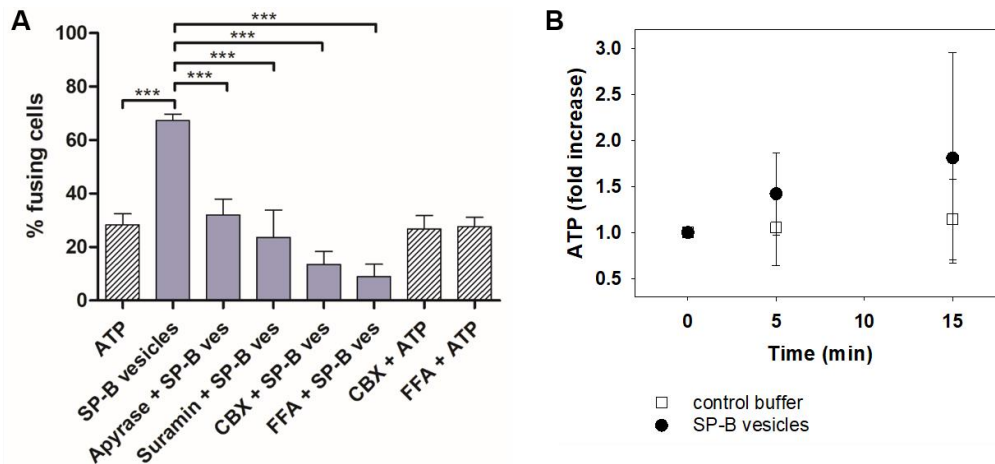 A
% fusing cells
100
80
60
40
20
0
***
***
***
***
***
ATP
SP-B vesicles
Apyrase + SP-B ves
Suramin + SP-B ves
CBX + SP-B ves
FFA + SP-B ves
CBX + ATP
FFA + ATP
B
ATP (fold increase)
3.0
2.5
2.0
1.5
1.0
0.5
0 5 10 15
Time (min)
control buffer
SP-B vesicles